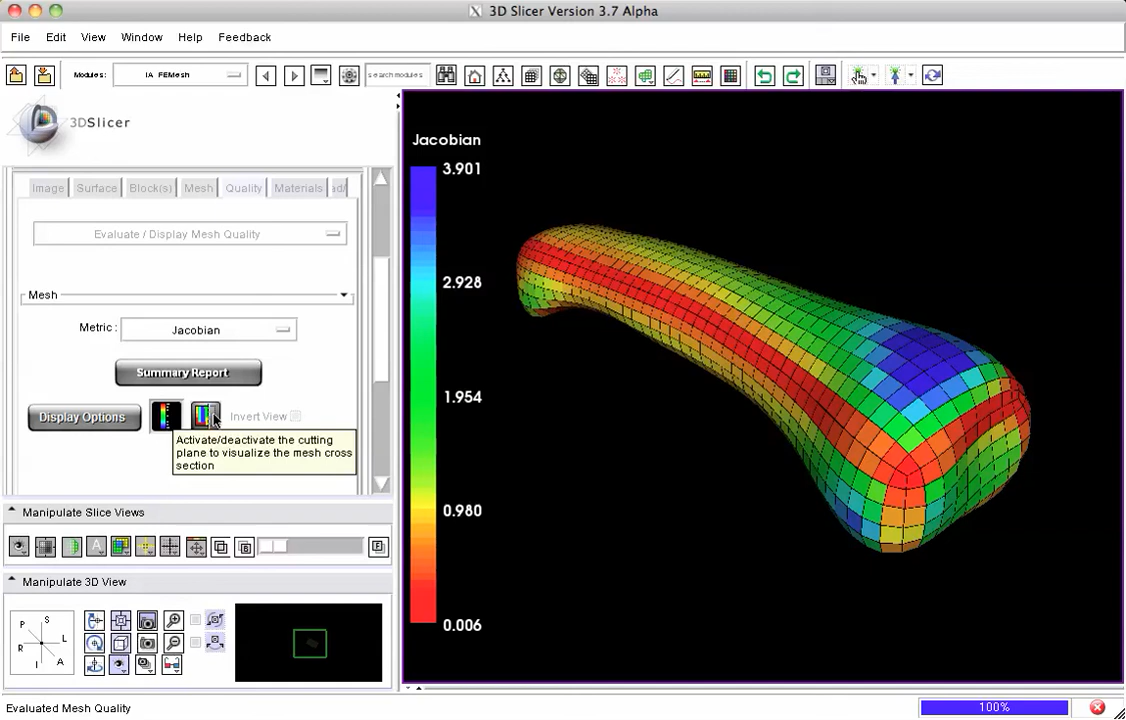 3D Slicer Version 3.7 Alpha
File Edit View Window Help Feedback
Modules: IA FEMesh search modules
3DSlicer
Image Surface Block(s) Mesh Quality Materials ad/
Evaluate / Display Mesh Quality
Mesh
Metric : Jacobian
Summary Report
Display Options Invert View
Activate/deactivate the cutting
plane to visualize the mesh cross
section
Manipulate Slice Views
A B F
Manipulate 3D View
P S
R L
I A
Jacobian
3.901
2.928
1.954
0.980
0.006
Evaluated Mesh Quality 100%